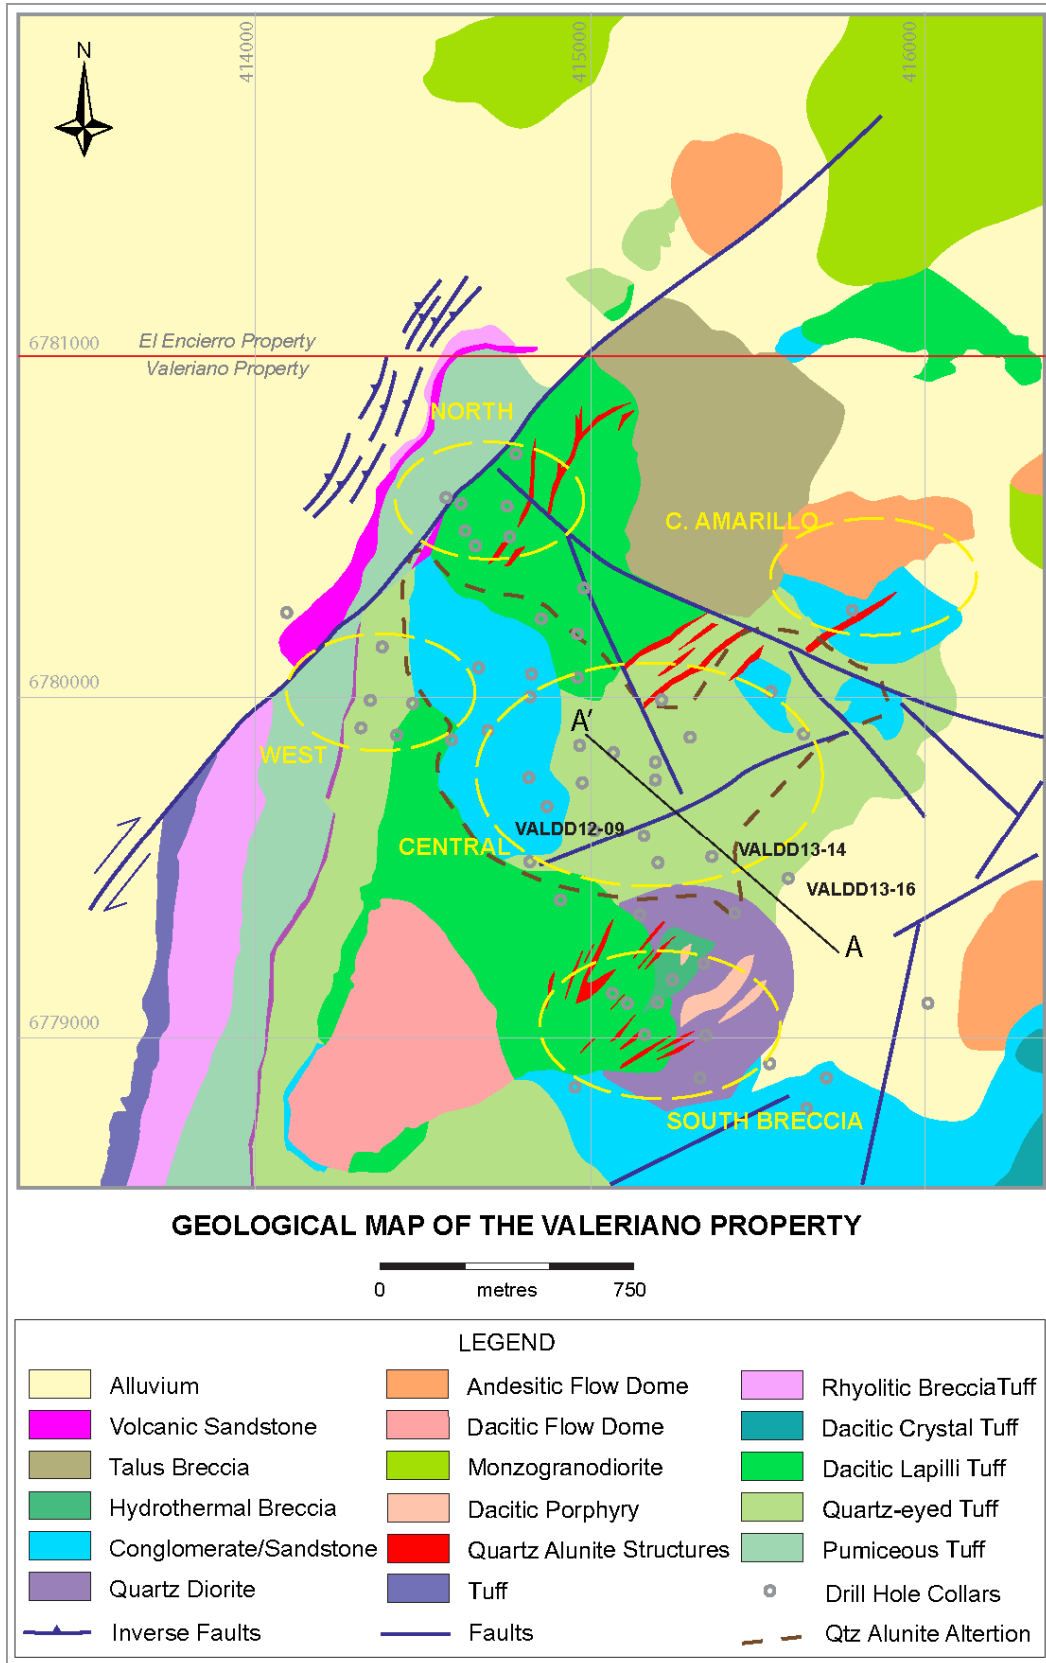 414000
415000
416000
N
6781000
El Encierro Property
Valeriano Property
NORTH
C. AMARILLO
6780000
A'
WEST
VALDD12-09
CENTRAL
VALDD13-14
VALDD13-16
A
6779000
SOUTH BRECCIA
GEOLOGICAL MAP OF THE VALERIANO PROPERTY
0 metres 750
LEGEND
Alluvium
Volcanic Sandstone
Talus Breccia
Hydrothermal Breccia
Conglomerate/Sandstone
Quartz Diorite
Inverse Faults
Andesitic Flow Dome
Dacitic Flow Dome
Monzogranodiorite
Dacitic Porphyry
Quartz Alunite Structures
Tuff
Faults
Rhyolitic BrecciaTuff
Dacitic Crystal Tuff
Dacitic Lapilli Tuff
Quartz-eyed Tuff
Pumiceous Tuff
Drill Hole Collars
Qtz Alunite Altertion